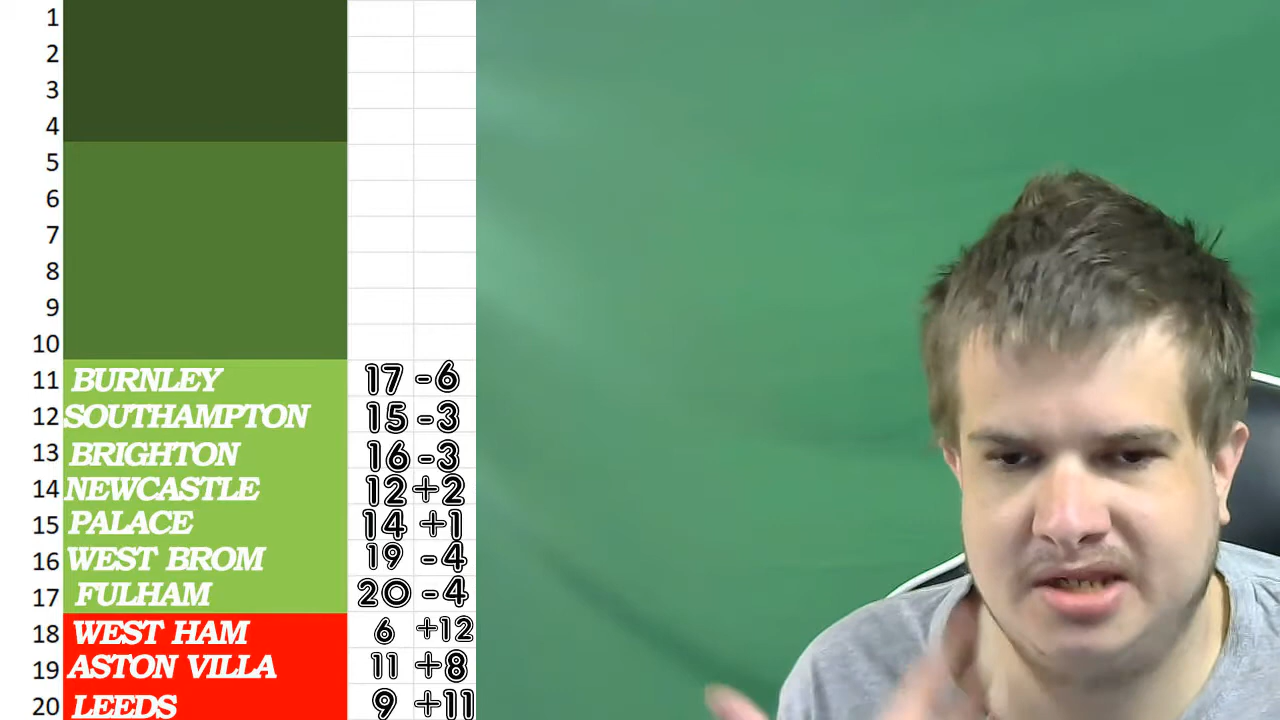 1
2
3
4
5
6
7
8
9
10
11 BURNLEY 17 -6
12 SOUTHAMPTON 15 -3
13 BRIGHTON 16 -3
14 NEWCASTLE 12 +2
15 PALACE 14 +1
16 WEST BROM 19 -4
17 FULHAM 20 -4
18 WEST HAM 6 +12
19 ASTON VILLA 11 +8
20 LEEDS 9 +11